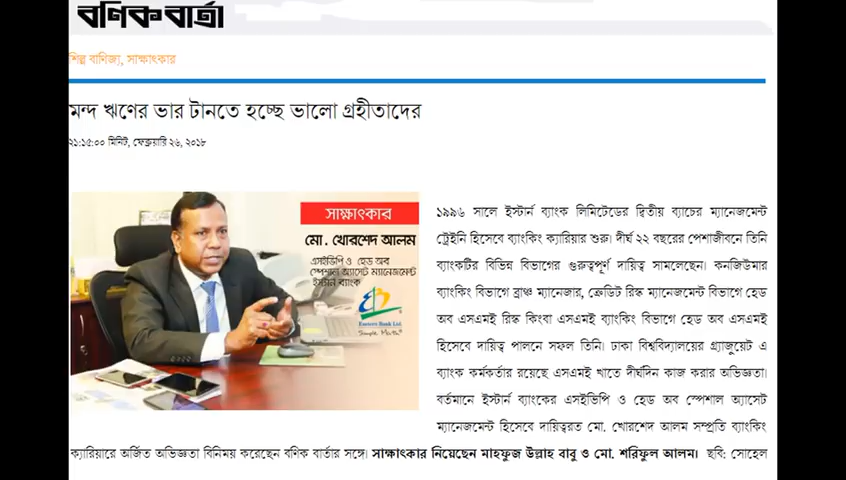 বণিক বার্তা
শিল্প বাণিজ্য, সাক্ষাৎকার
মন্দ ঋণের ভার টানতে হচ্ছে ভালো গ্রহীতাদের
২১:১৫:০০ মিনিট, ফেব্রুয়ারি ২৬, ২০১৮
সাক্ষাৎকার
মো. খোরশেদ আলম
এসইভিপি ও হেড অব
স্পেশাল অ্যাসেট ম্যানেজমেন্ট
ইস্টার্ন ব্যাংক
Eastern Bank Ltd.
Simple Math
১৯৯৬ সালে ইস্টার্ন ব্যাংক লিমিটেডের দ্বিতীয় ব্যাচের ম্যানেজমেন্ট
ট্রেইনি হিসেবে ব্যাংকিং ক্যারিয়ার শুরু। দীর্ঘ ২২ বছরের পেশাজীবনে তিনি
ব্যাংকটির বিভিন্ন বিভাগের গুরুত্বপূর্ণ দায়িত্ব সামলেছেন। কনজিউমার
ব্যাংকিং বিভাগে ব্রাঞ্চ ম্যানেজার, ক্রেডিট রিস্ক ম্যানেজমেন্ট বিভাগে হেড
অব এসএমই রিস্ক কিংবা এসএমই ব্যাংকিং বিভাগে হেড অব এসএমই
হিসেবে দায়িত্ব পালনে সফল তিনি। ঢাকা বিশ্ববিদ্যালয়ের গ্র্যাজুয়েট এ
ব্যাংক কর্মকর্তার রয়েছে এসএমই খাতে দীর্ঘদিন কাজ করার অভিজ্ঞতা।
বর্তমানে ইস্টার্ন ব্যাংকের এসইভিপি ও হেড অব স্পেশাল অ্যাসেট
ম্যানেজমেন্ট হিসেবে দায়িত্বরত মো. খোরশেদ আলম সম্প্রতি ব্যাংকিং
ক্যারিয়ারে অর্জিত অভিজ্ঞতা বিনিময় করেছেন বণিক বার্তার সঙ্গে। সাক্ষাৎকার নিয়েছেন মাহফুজ উল্লাহ বাবু ও মো. শরিফুল আলম। ছবি: সোহেল